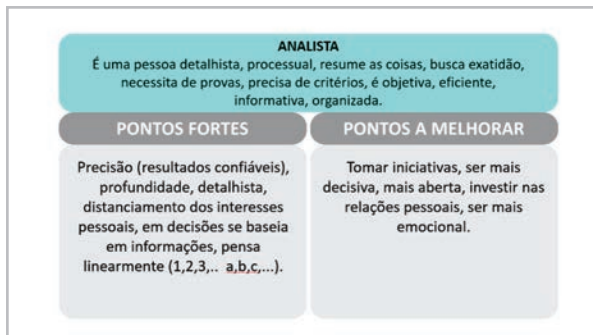 ANALISTA
É uma pessoa detalhista, processual, resume as coisas, busca exatidão,
necessita de provas, precisa de critérios, é objetiva, eficiente,
informativa, organizada.
PONTOS FORTES
Precisão (resultados confiáveis),
profundidade, detalhista,
distanciamento dos interesses
pessoais, em decisões se baseia
em informações, pensa
linearmente (1,2,3,.. a,b,c,...).
PONTOS A MELHORAR
Tomar iniciativas, ser mais
decisiva, mais aberta, investir nas
relações pessoais, ser mais
emocional.